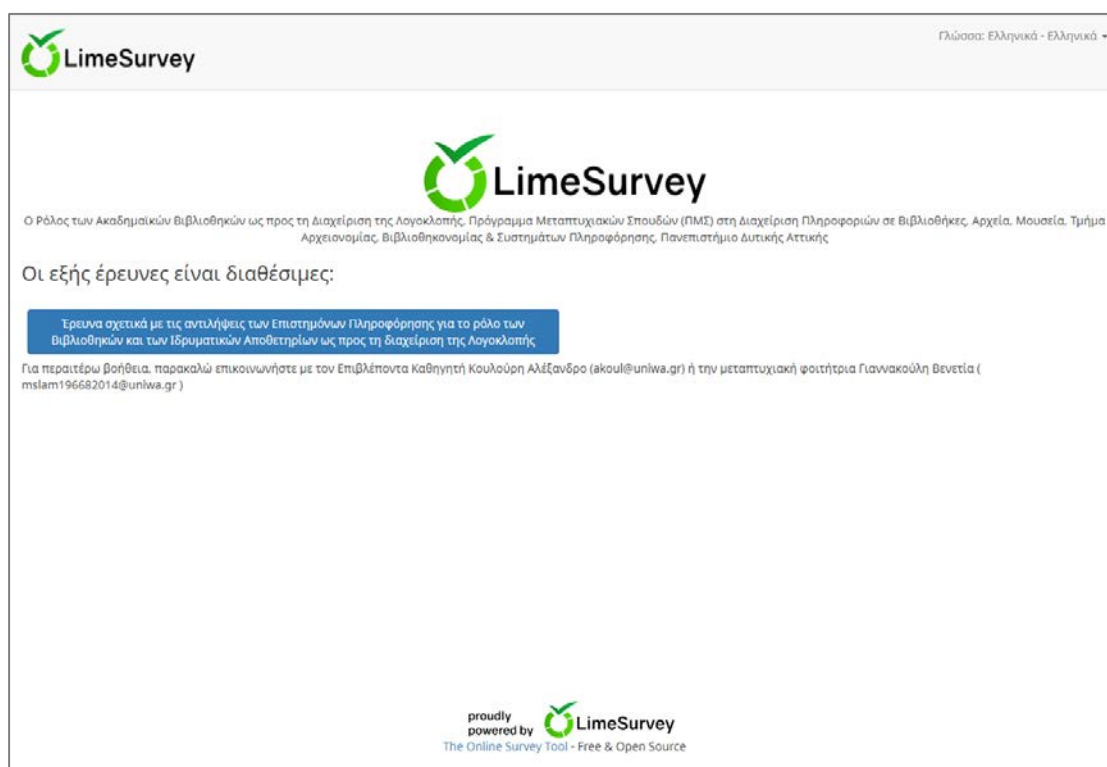 LimeSurvey
Γλώσσα: Ελληνικά - Ελληνικά
LimeSurvey
Ο Ρόλος των Ακαδημαϊκών Βιβλιοθηκών ως προς τη Διαχείριση της Λογοκλοπής, Πρόγραμμα Μεταπτυχιακών Σπουδών (ΠΜΣ) στη Διαχείριση Πληροφοριών σε Βιβλιοθήκες, Αρχεία, Μουσεία, Τμήμα
Αρχειονομίας, Βιβλιοθηκονομίας & Συστημάτων Πληροφόρησης, Πανεπιστήμιο Δυτικής Αττικής
Οι εξής έρευνες είναι διαθέσιμες:
Έρευνα σχετικά με τις αντιλήψεις των Επιστημόνων Πληροφόρησης για το ρόλο των
Βιβλιοθηκών και των Ιδρυματικών Αποθετηρίων ως προς τη διαχείριση της Λογοκλοπής
Για περαιτέρω βοήθεια, παρακαλώ επικοινωνήστε με τον Επιβλέποντα Καθηγητή Κουλούρη Αλέξανδρο (akoul@uniwa.gr) ή την μεταπτυχιακή φοιτήτρια Γιαννακούλη Βενετία (
mslam196682014@uniwa.gr )
proudly
powered by LimeSurvey
The Online Survey Tool - Free & Open Source